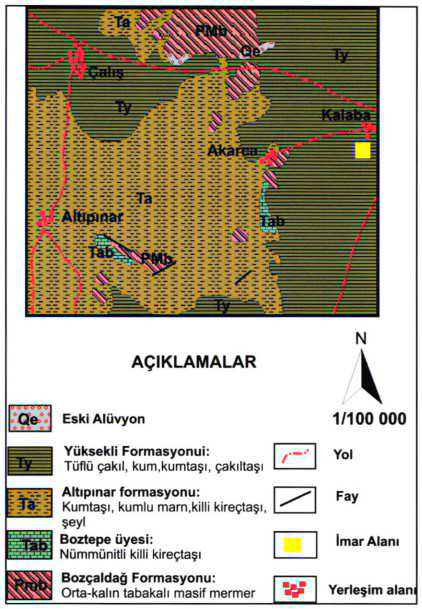 Ta
PMb
Qe
Ty
Çalış
Ty
Kalaba
Akarca
Ta
Altıpınar
Tab
Tab
PMb
Ty
N
AÇIKLAMALAR
1/100 000
Qe
Eski Alüvyon
Ty
Yüksekli Formasyonui:
Tüflü çakıl, kum,kumtaşı, çakıltaşı
Ta
Altıpınar formasyonu:
Kumtaşı, kumlu marn,killi kireçtaşı,
şeyl
Tab
Boztepe üyesi:
Nümmünitli killi kireçtaşı
Pmb
Bozçaldağ Formasyonu:
Orta-kalın tabakalı masif mermer
Yol
Fay
İmar Alanı
Yerleşim alanı